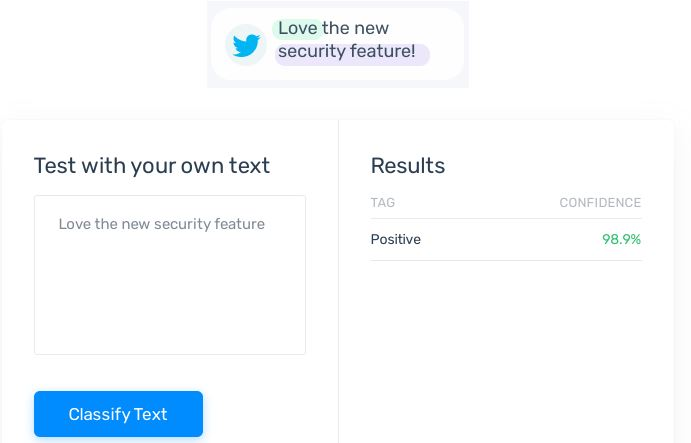 Love the new
security feature!
Test with your own text
Love the new security feature
Classify Text
Results
TAG CONFIDENCE
Positive 98.9%